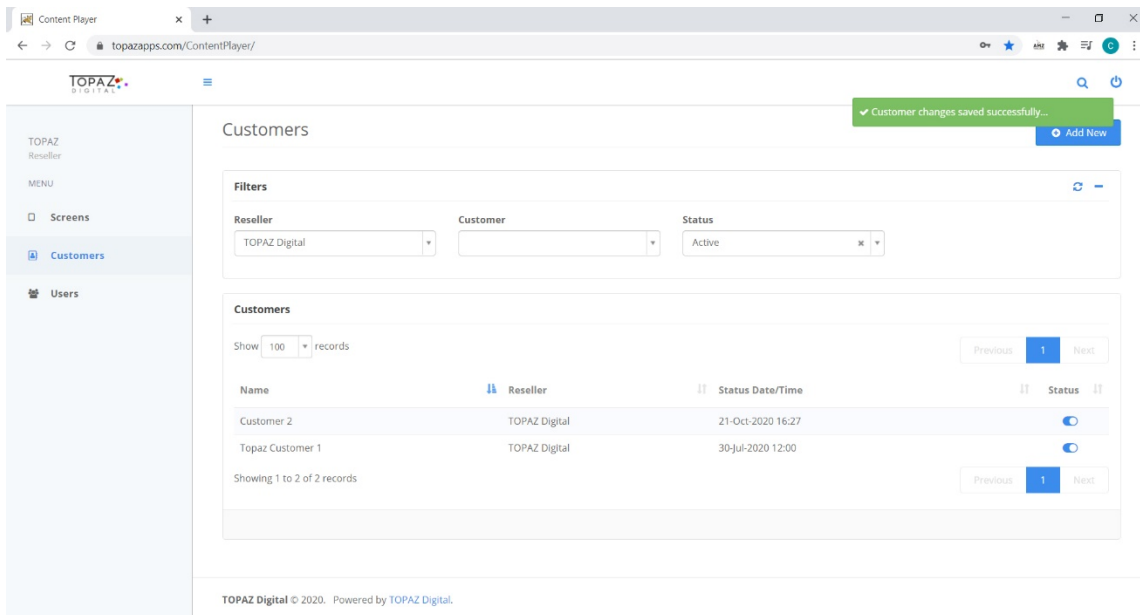 Content Player
topazapps.com/ContentPlayer/
TOPAZ
DIGITAL
Customer changes saved successfully...
TOPAZ
Reseller
MENU
Screens
Customers
Users
Customers
Add New
Filters
Reseller Customer Status
TOPAZ Digital Active
Customers
Show 100 records
Previous 1 Next
Name Reseller Status Date/Time Status
Customer 2 TOPAZ Digital 21-Oct-2020 16:27
Topaz Customer 1 TOPAZ Digital 30-Jul-2020 12:00
Showing 1 to 2 of 2 records
Previous 1 Next
TOPAZ Digital © 2020. Powered by TOPAZ Digital.